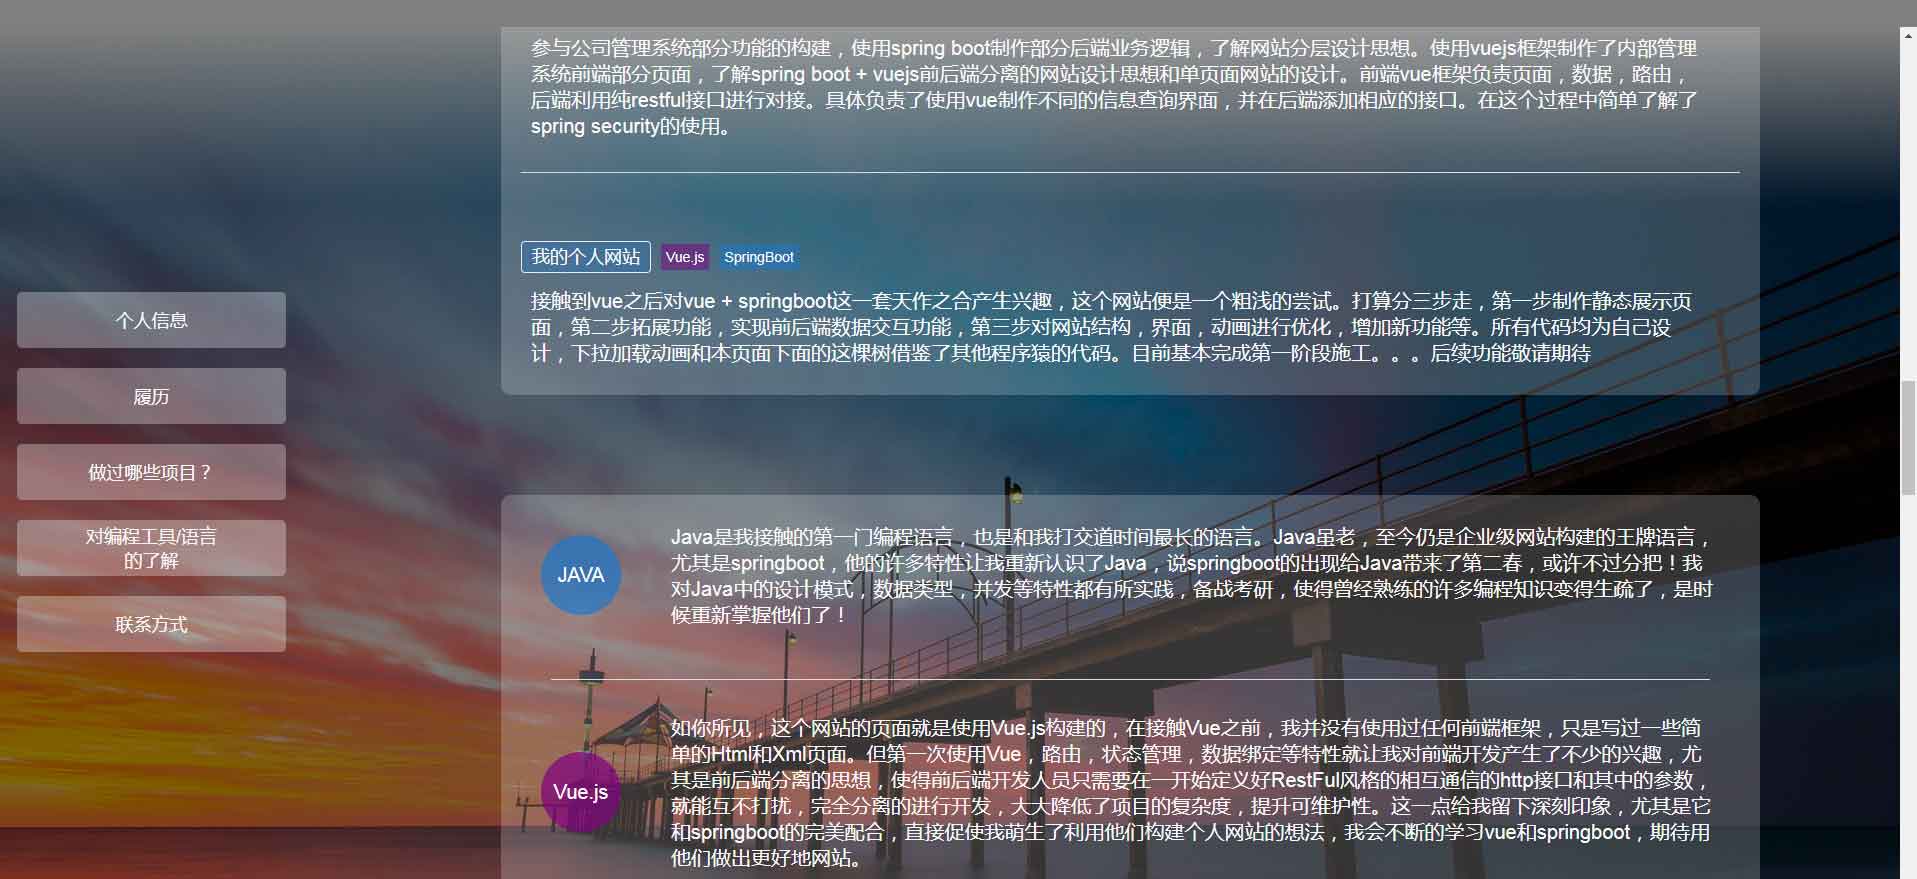 参与公司管理系统部分功能的构建，使用spring boot制作部分后端业务逻辑，了解网站分层设计思想。使用vuejs框架制作了内部管理
系统前端部分页面，了解spring boot + vuejs前后端分离的网站设计思想和单页面网站的设计。前端vue框架负责页面，数据，路由，
后端利用纯restful接口进行对接。具体负责了使用vue制作不同的信息查询界面，并在后端添加相应的接口。在这个过程中简单了解了
spring security的使用。
我的个人网站 Vue.js SpringBoot
接触到vue之后对vue + springboot这一套天作之合产生兴趣，这个网站便是一个粗浅的尝试。打算分三步走，第一步制作静态展示页
面，第二步拓展功能，实现前后端数据交互功能，第三步对网站结构，界面，动画进行优化，增加新功能等。所有代码均为自己设
计，下拉加载动画和本页面下面的这棵树借鉴了其他程序猿的代码。目前基本完成第一阶段施工。。。后续功能敬请期待
个人信息
履历
做过哪些项目？
对编程工具/语言
的了解
联系方式
JAVA
Java是我接触的第一门编程语言，也是和我打交道时间最长的语言。Java虽老，至今仍是企业级网站构建的王牌语言，
尤其是springboot，他的许多特性让我重新认识了Java，说springboot的出现给Java带来了第二春，或许不过分把！我
对Java中的设计模式，数据类型，并发等特性都有所实践，备战考研，使得曾经熟练的许多编程知识变得生疏了，是时
候重新掌握他们了！
Vue.js
如你所见，这个网站的页面就是使用Vue.js构建的，在接触Vue之前，我并没有使用过任何前端框架，只是写过一些简
单的Html和Xml页面。但第一次使用Vue，路由，状态管理，数据绑定等特性就让我对前端开发产生了不少的兴趣，尤
其是前后端分离的思想，使得前后端开发人员只需要在一开始定义好RestFul风格的相互通信的http接口和其中的参数，
就能互不打扰，完全分离的进行开发，大大降低了项目的复杂度，提升可维护性。这一点给我留下深刻印象，尤其是它
和springboot的完美配合，直接促使我萌生了利用他们构建个人网站的想法，我会不断的学习vue和springboot，期待用
他们做出更好地网站。